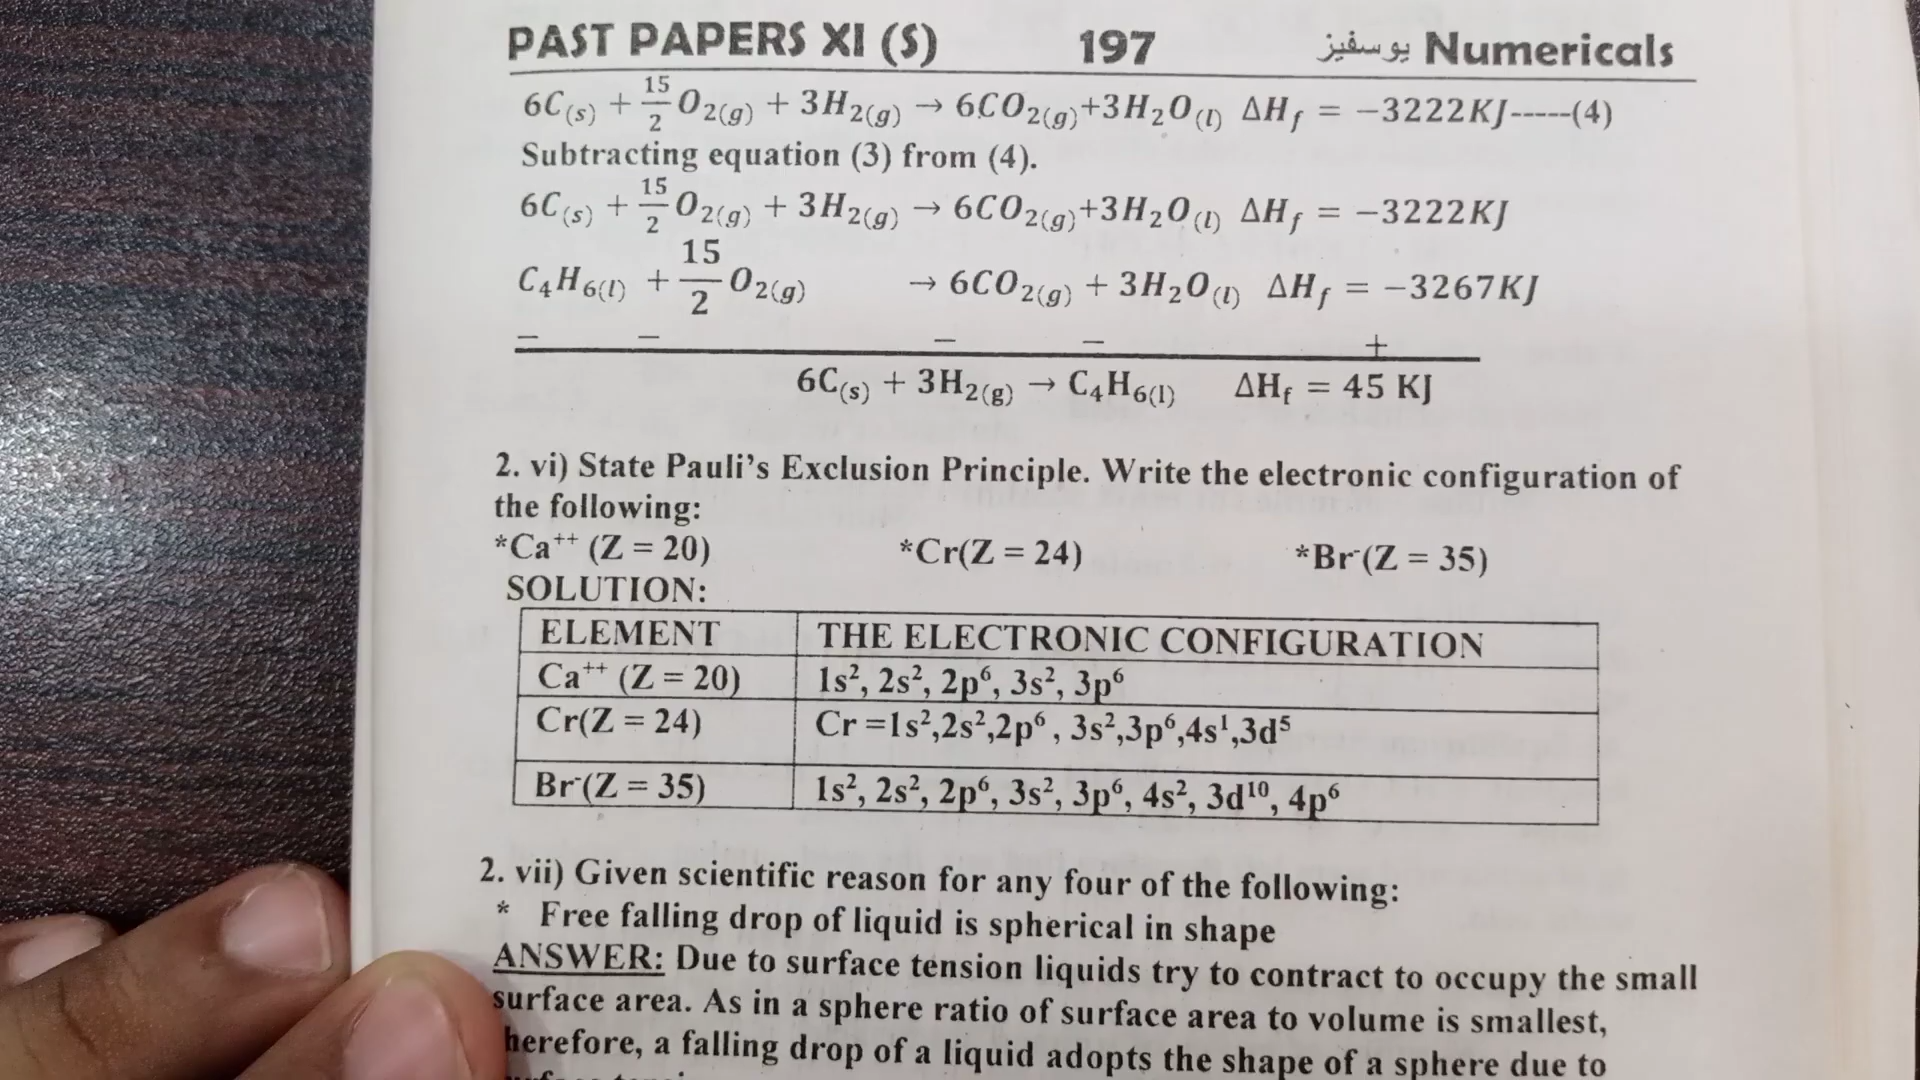 PAST PAPERS XI (S) 197 یوسفیز Numericals
6C(s) + 15/2 O2(g) + 3H2(g) → 6CO2(g)+3H2O(l) ΔHf = −3222KJ-----(4)
Subtracting equation (3) from (4).
6C(s) + 15/2 O2(g) + 3H2(g) → 6CO2(g)+3H2O(l) ΔHf = −3222KJ
C4H6(l) + 15/2 O2(g) → 6CO2(g) + 3H2O(l) ΔHf = −3267KJ
− − − − +
6C(s) + 3H2(g) → C4H6(l) ΔHf = 45 KJ
2. vi) State Pauli's Exclusion Principle. Write the electronic configuration of
the following:
*Ca⁺⁺ (Z = 20) *Cr(Z = 24) *Br⁻(Z = 35)
SOLUTION:
ELEMENT THE ELECTRONIC CONFIGURATION
Ca⁺⁺ (Z = 20) 1s², 2s², 2p⁶, 3s², 3p⁶
Cr(Z = 24) Cr =1s²,2s²,2p⁶ , 3s²,3p⁶,4s¹,3d⁵
Br⁻(Z = 35) 1s², 2s², 2p⁶, 3s², 3p⁶, 4s², 3d¹⁰, 4p⁶
2. vii) Given scientific reason for any four of the following:
* Free falling drop of liquid is spherical in shape
ANSWER: Due to surface tension liquids try to contract to occupy the small
surface area. As in a sphere ratio of surface area to volume is smallest,
herefore, a falling drop of a liquid adopts the shape of a sphere due to